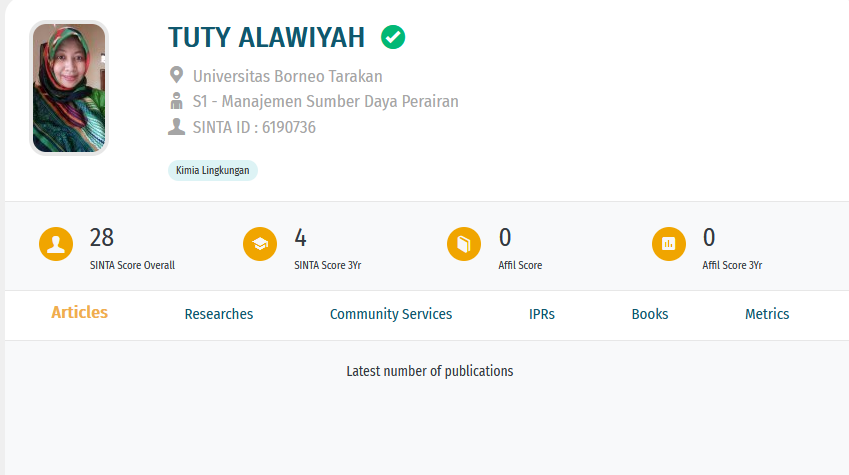 TUTY ALAWIYAH
Universitas Borneo Tarakan
S1 - Manajemen Sumber Daya Perairan
SINTA ID : 6190736
Kimia Lingkungan
28
SINTA Score Overall
4
SINTA Score 3Yr
0
Affil Score
0
Affil Score 3Yr
Articles Researches Community Services IPRs Books Metrics
Latest number of publications